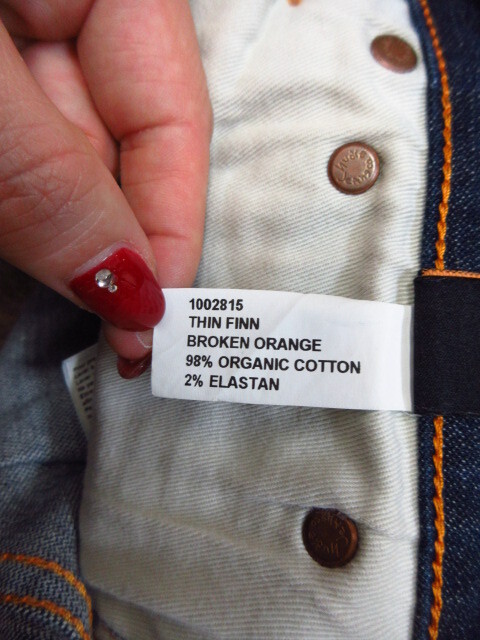 1002815
THIN FINN
BROKEN ORANGE
98% ORGANIC COTTON
2% ELASTAN